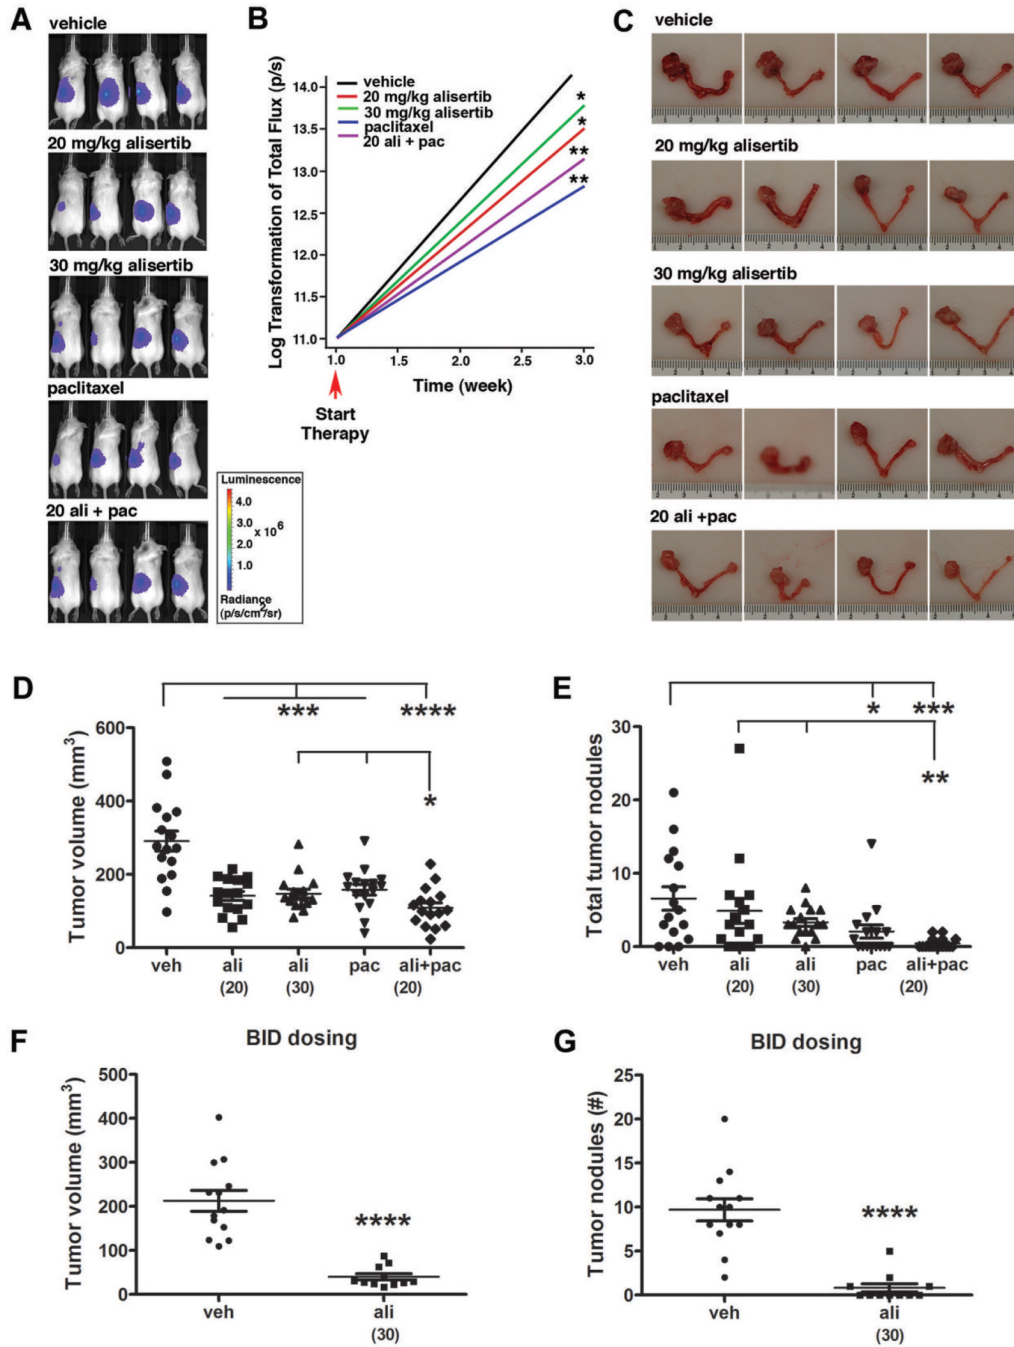 A
vehicle
20 mg/kg alisertib
30 mg/kg alisertib
paclitaxel
20 ali + pac
Luminescence
4.0
3.0
x 10⁶
2.0
1.0
Radiance
(p/s/cm²/sr)
B
Log Transformation of Total Flux (p/s)
14.0
13.5
13.0
12.5
12.0
11.5
11.0
vehicle
20 mg/kg alisertib
30 mg/kg alisertib
paclitaxel
20 ali + pac
*
*
**
**
1.0 1.5 2.0 2.5 3.0
Time (week)
Start
Therapy
C
vehicle
20 mg/kg alisertib
30 mg/kg alisertib
paclitaxel
20 ali +pac
D
*** ****
*
Tumor volume (mm³)
600
400
200
0
veh ali ali pac ali+pac
(20) (30) (20)
E
* ***
**
Total tumor nodules
30
20
10
0
veh ali ali pac ali+pac
(20) (30) (20)
F
BID dosing
Tumor volume (mm³)
500
400
300
200
100
0
****
veh ali
(30)
G
BID dosing
Tumor nodules (#)
25
20
15
10
5
0
****
veh ali
(30)